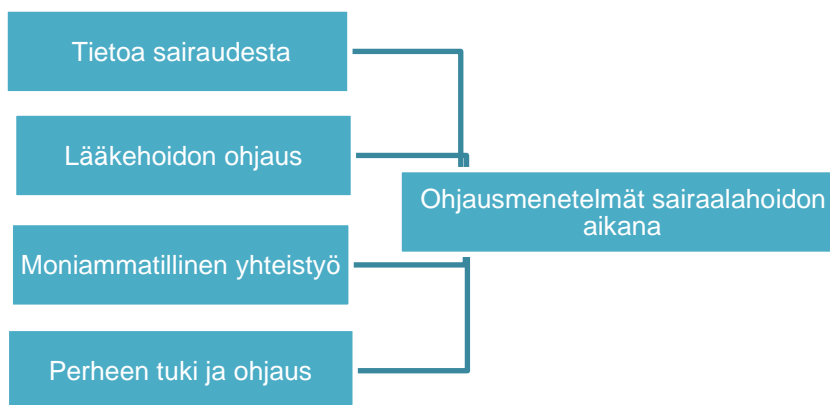 Tietoa sairaudesta
Lääkehoidon ohjaus
Ohjausmenetelmät sairaalahoidon
aikana
Moniammatillinen yhteistyö
Perheen tuki ja ohjaus